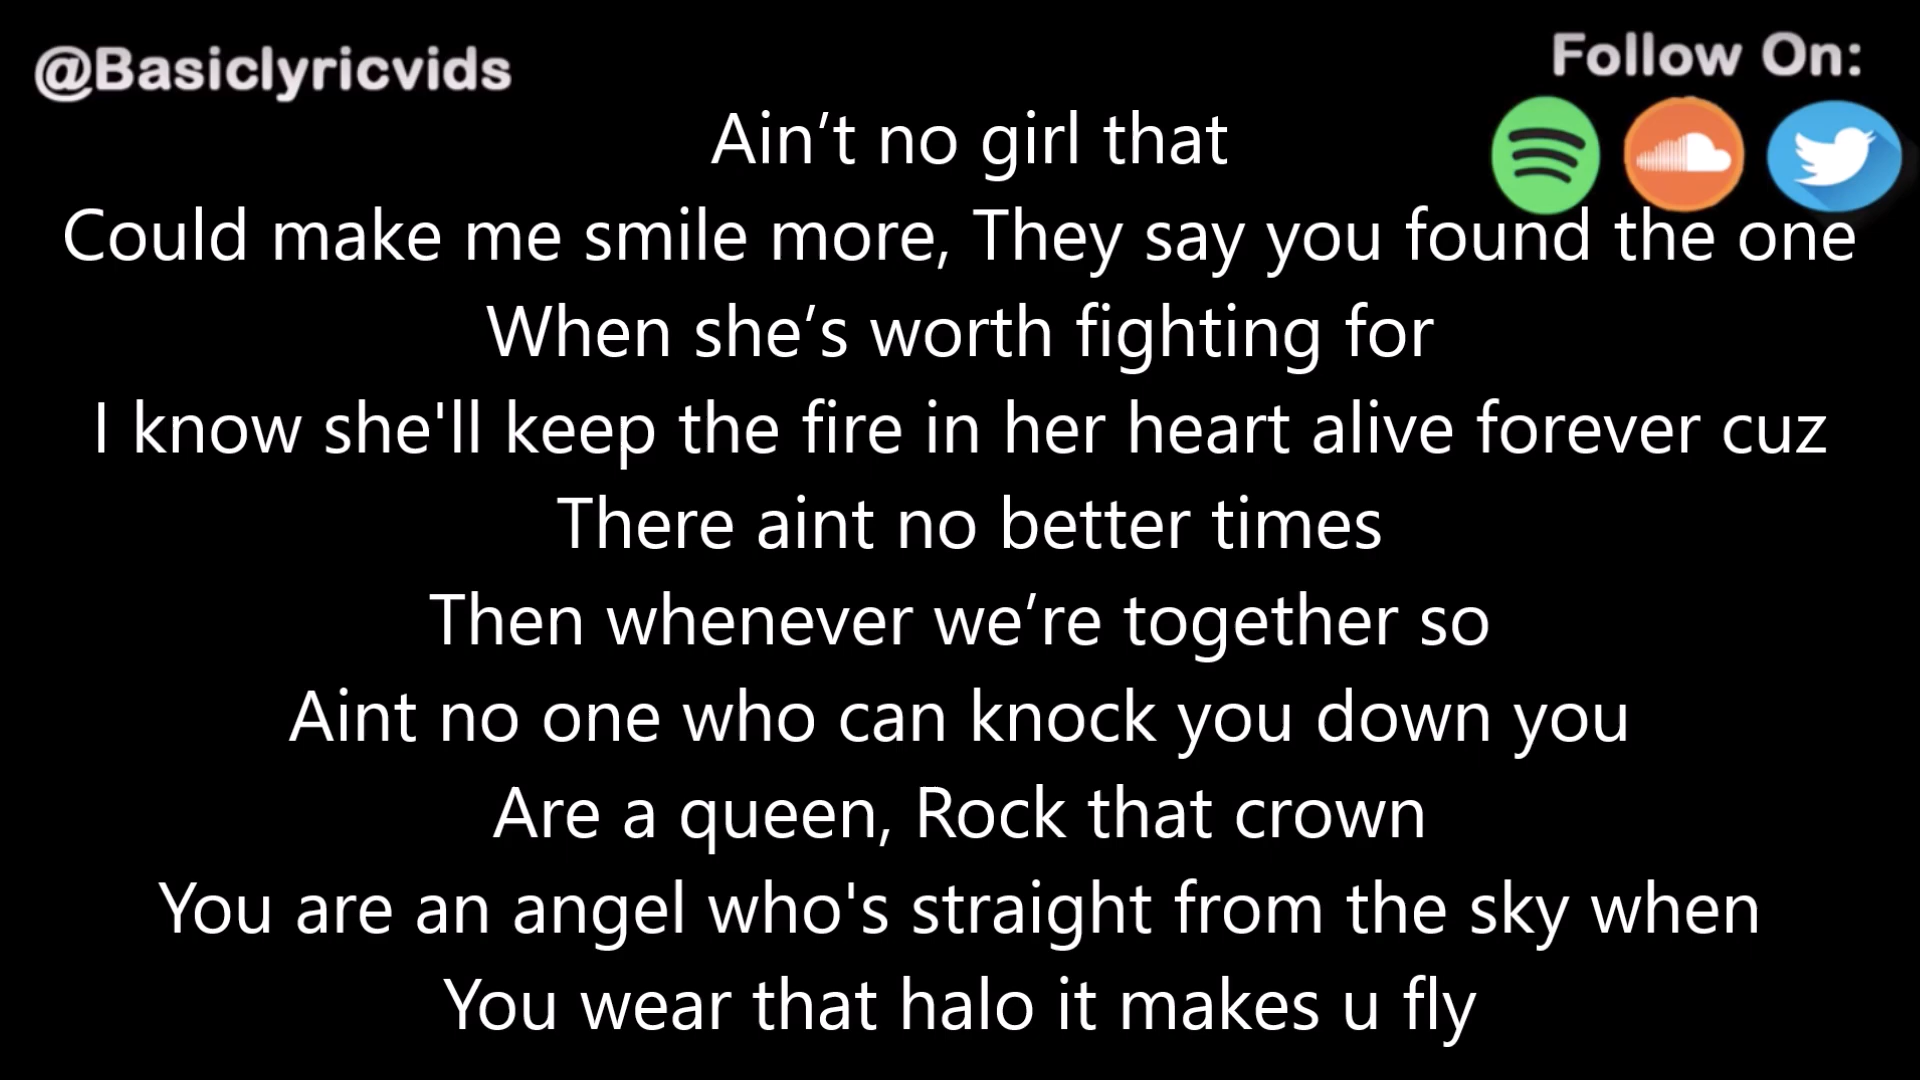 @Basiclyricvids
Follow On:
Ain’t no girl that
Could make me smile more, They say you found the one
When she’s worth fighting for
I know she'll keep the fire in her heart alive forever cuz
There aint no better times
Then whenever we’re together so
Aint no one who can knock you down you
Are a queen, Rock that crown
You are an angel who's straight from the sky when
You wear that halo it makes u fly